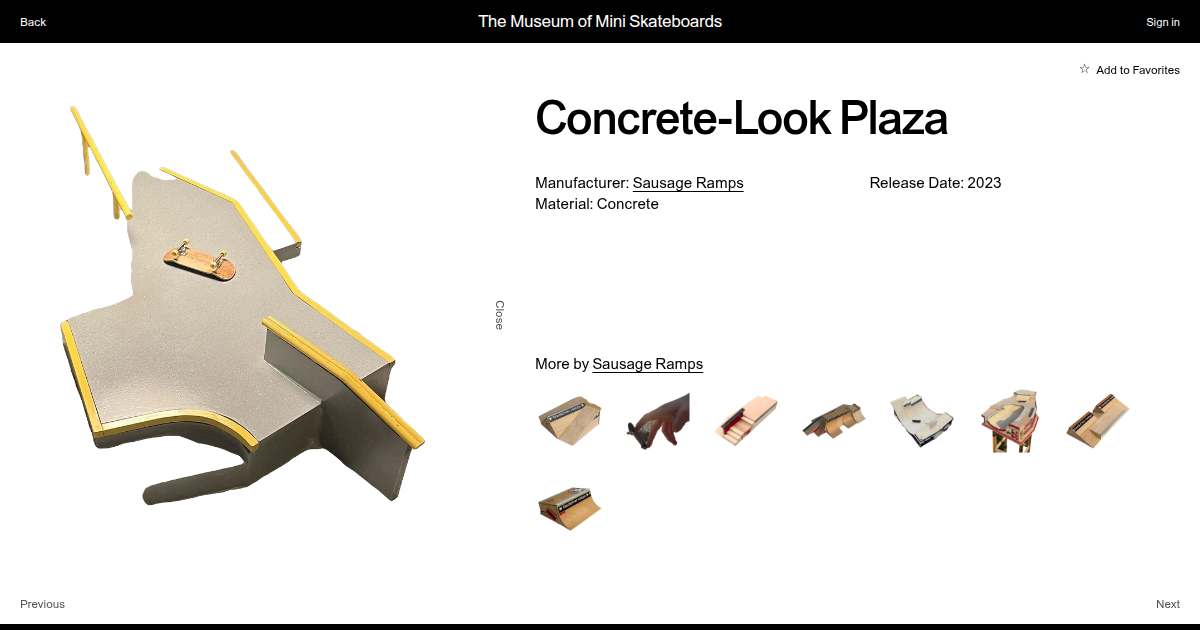 Back
The Museum of Mini Skateboards
Sign in
☆ Add to Favorites
Concrete-Look Plaza
Manufacturer: Sausage Ramps
Release Date: 2023
Material: Concrete
Close
More by Sausage Ramps
Previous
Next